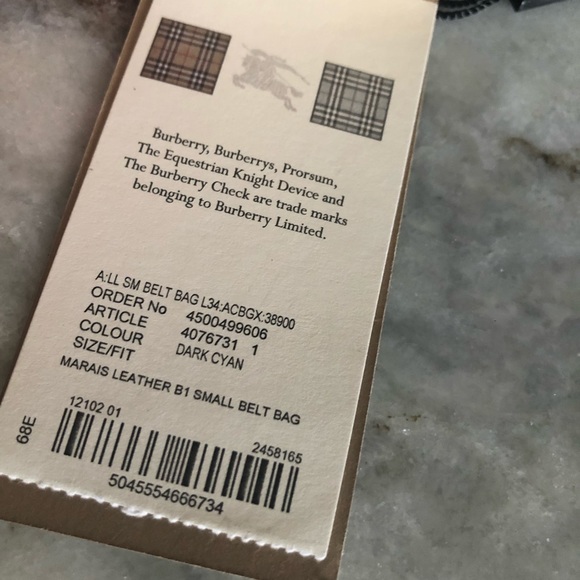 Burberry, Burberrys, Prorsum,
The Equestrian Knight Device and
The Burberry Check are trade marks
belonging to Burberry Limited.
A:LL SM BELT BAG L34:ACBGX:38900
ORDER No 4500499606
ARTICLE 4076731 1
COLOUR DARK CYAN
SIZE/FIT
MARAIS LEATHER B1 SMALL BELT BAG
12102 01 2458165
68E
5045554666734